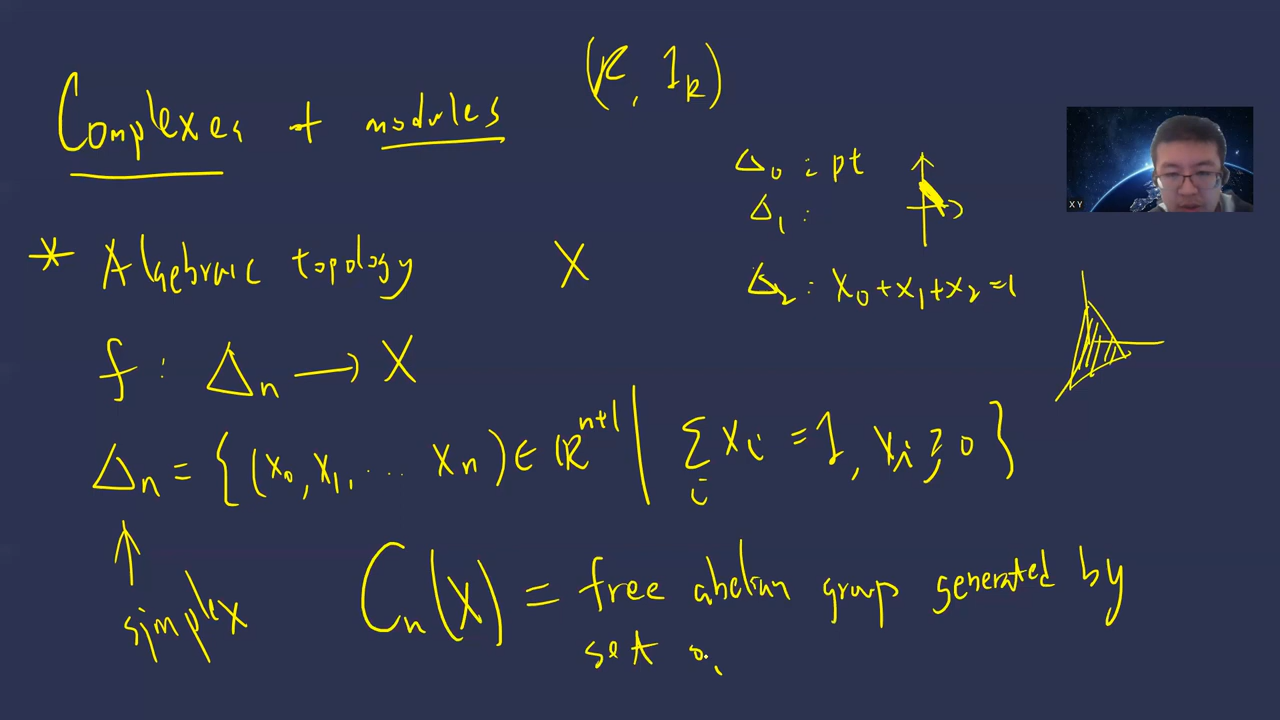 Complexes + modules
(R, 1_R)
Δ_0 : pt
Δ_1 :
Δ_2 : x_0+x_1+x_2=1
* Algebraic topology X
f : Δ_n → X
Δ_n = {(x_0, x_1, ... x_n) ∈ ℝ^{n+1} | Σ_i x_i = 1, x_i ≥ 0}
↑
simplex
C_n(X) = free abelian group generated by
set
X Y